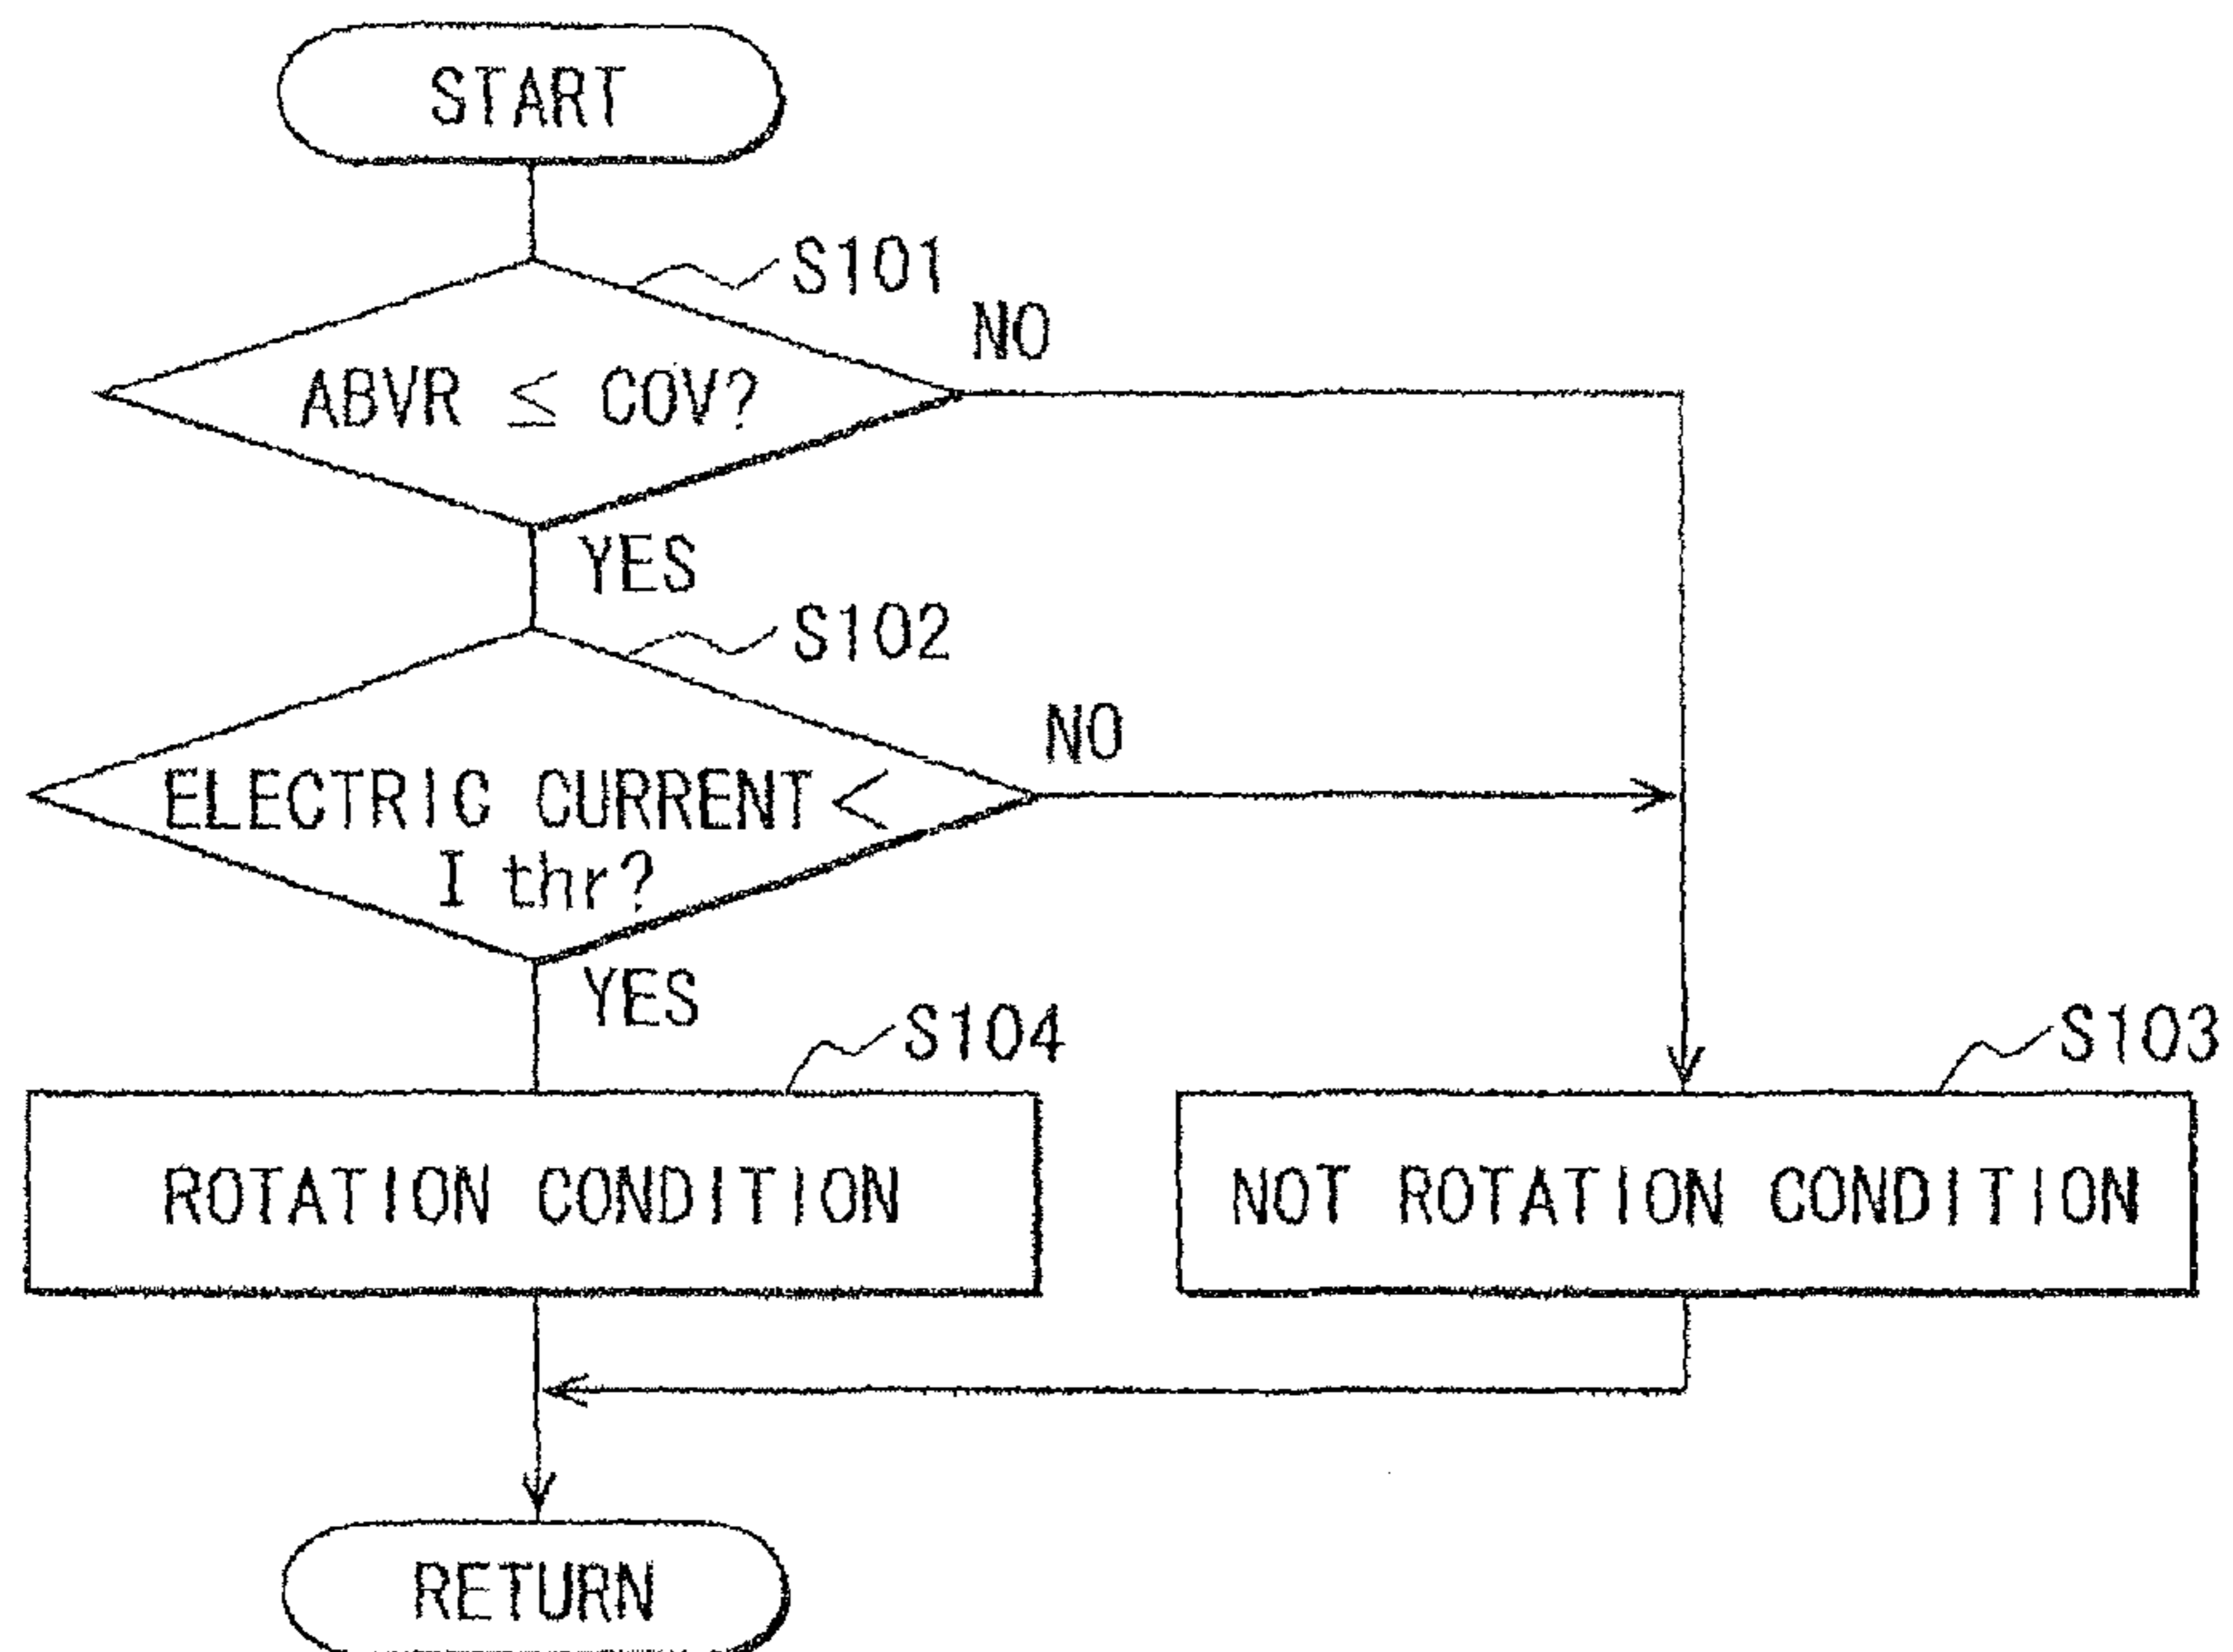 START
S101
NO
ABVR ≤ COV?
YES
S102
NO
ELECTRIC CURRENT <
I thr?
YES
S104
S103
ROTATION CONDITION
NOT ROTATION CONDITION
RETURN